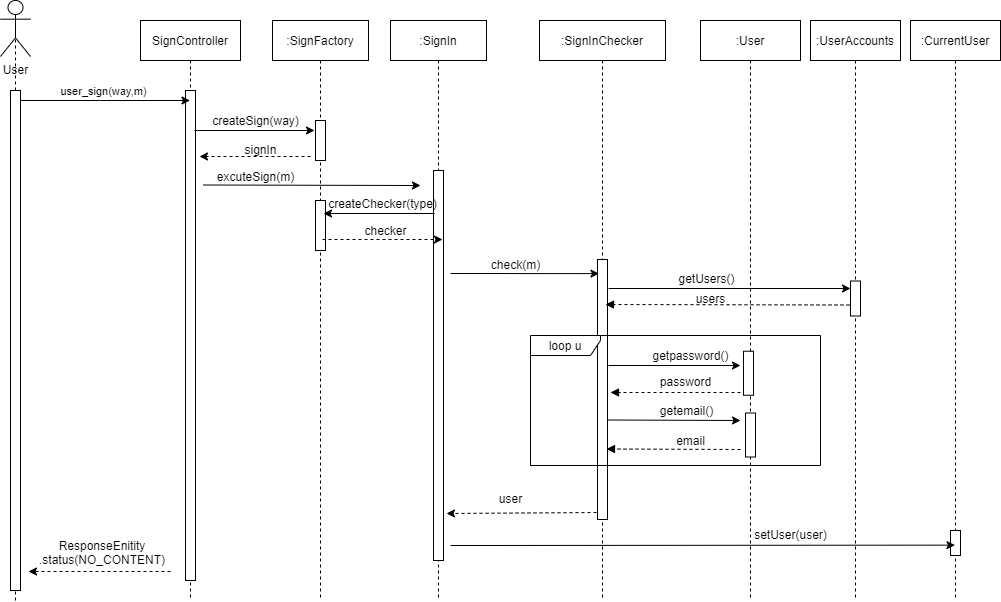 User
SignController
:SignFactory
:SignIn
:SignInChecker
:User
:UserAccounts
:CurrentUser
user_sign(way,m)
createSign(way)
signIn
excuteSign(m)
createChecker(type)
checker
check(m)
getUsers()
users
loop u
getpassword()
password
getemail()
email
user
setUser(user)
ResponseEnitity
.status(NO_CONTENT)